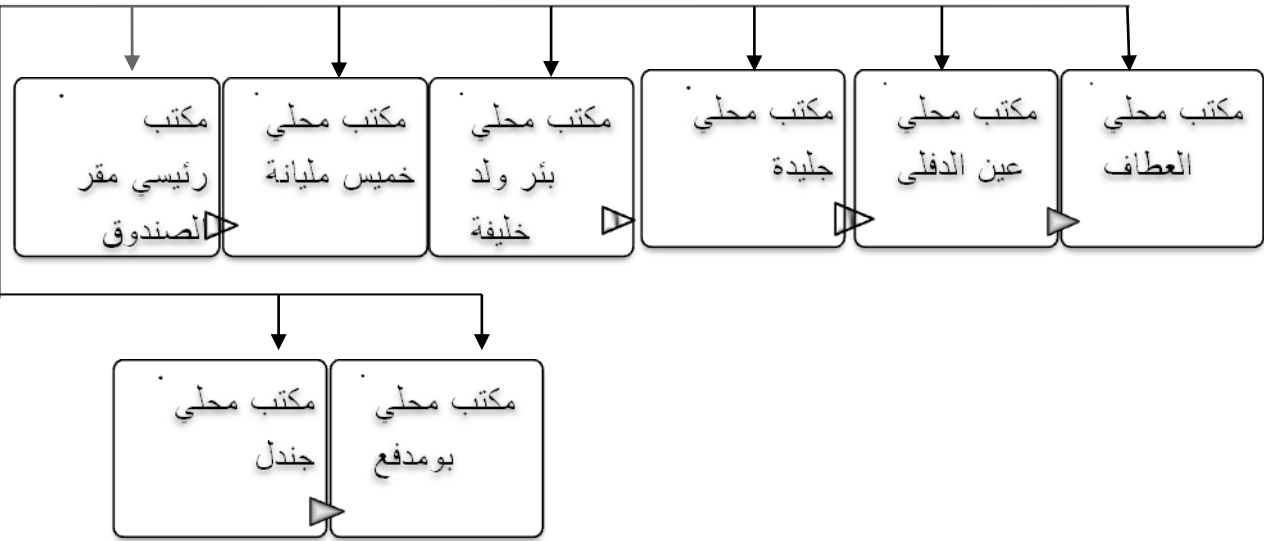 مكتب محلي
العطاف
مكتب محلي
عين الدفلى
مكتب محلي
جليدة
مكتب محلي
بئر ولد
خليفة
مكتب محلي
خميس مليانة
مكتب
رئيسي مقر
الصندوق
مكتب محلي
بومدفع
مكتب محلي
جندل